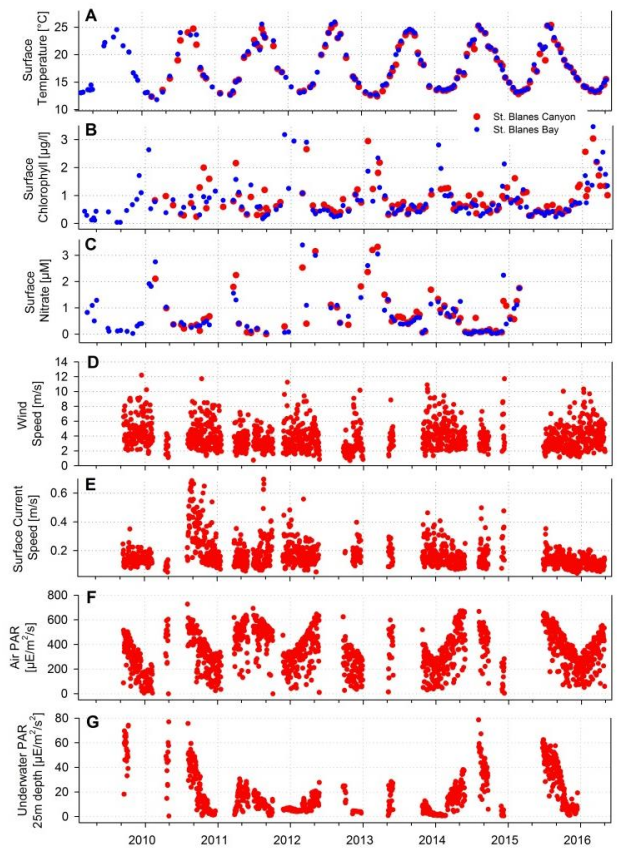 A
Surface
Temperature [°C]
25
20
15
10
St. Blanes Canyon
St. Blanes Bay
B
Surface
Chlorophyll [µg/l]
3
2
1
0
C
Surface
Nitrate [µM]
3
2
1
0
D
Wind
Speed [m/s]
14
12
10
8
6
4
2
0
E
Surface Current
Speed [m/s]
0.6
0.4
0.2
F
Air PAR
[µE/m²/s]
800
600
400
200
0
G
Underwater PAR
25m depth [µE/m²/s²]
80
60
40
20
0
2010 2011 2012 2013 2014 2015 2016